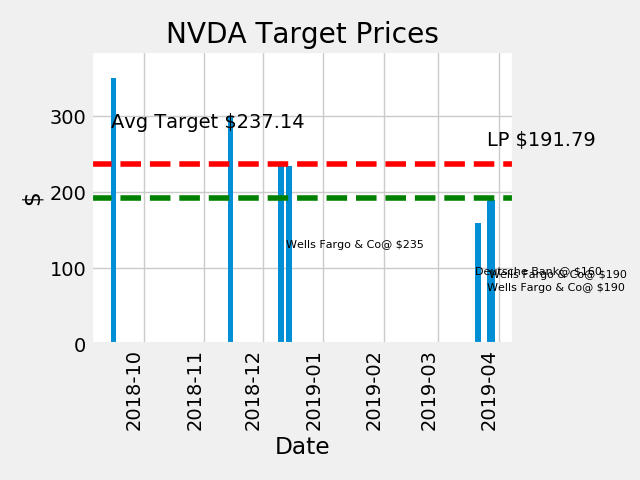 NVDA Target Prices
300
Avg Target $237.14
LP $191.79
$
200
Wells Fargo & Co@ $235
100
Deutsche Bank@ $160
Wells Fargo & Co@ $190
Wells Fargo & Co@ $190
0
2018-10
2018-11
2018-12
2019-01
2019-02
2019-03
2019-04
Date